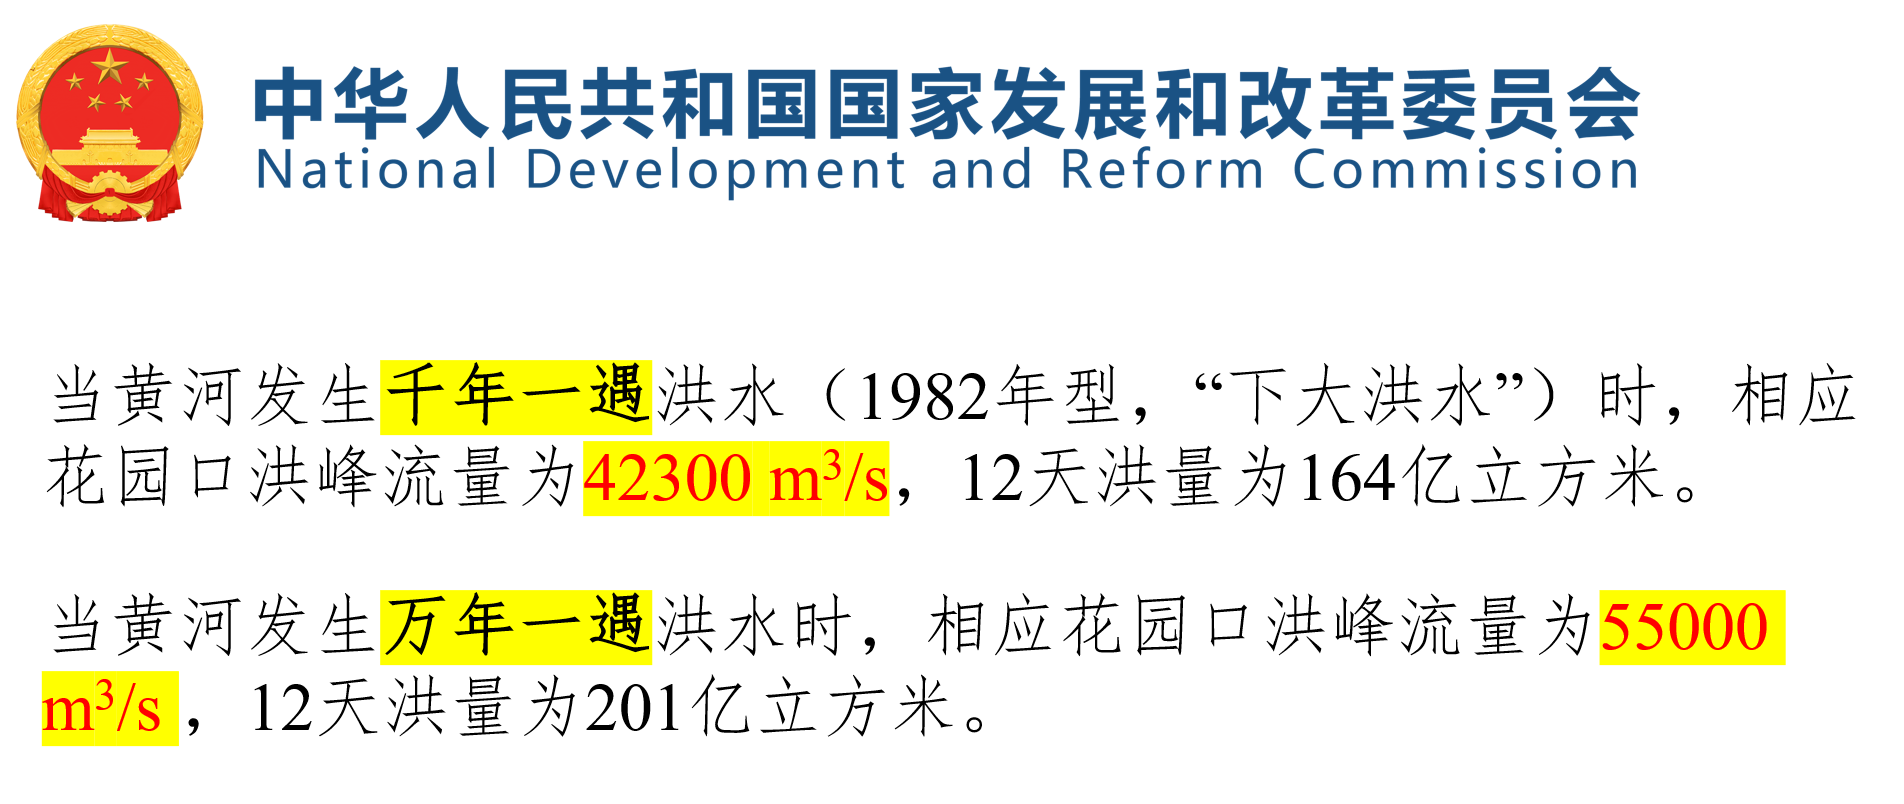 中华人民共和国国家发展和改革委员会
National Development and Reform Commission
当黄河发生千年一遇洪水（1982年型，“下大洪水”）时，相应
花园口洪峰流量为42300 m³/s，12天洪量为164亿立方米。
当黄河发生万年一遇洪水时，相应花园口洪峰流量为55000
m³/s ，12天洪量为201亿立方米。